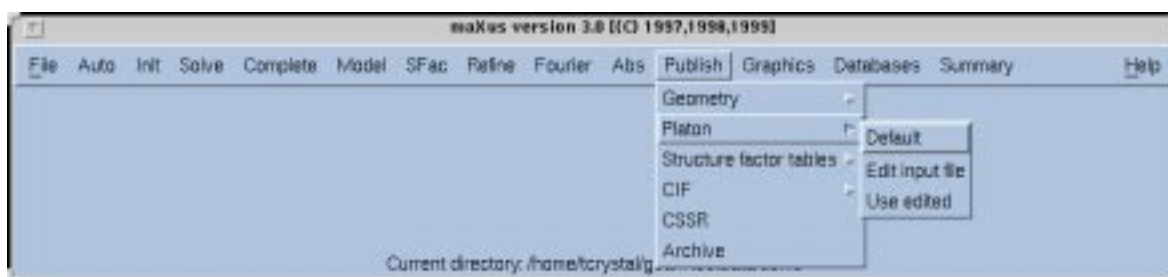 maXus version 3.0 [(C) 1997,1998,1999]
File Auto Init Solve Complete Model SFac Refine Fourier Abs Publish Graphics Databases Summary Help
Geometry
Platon
Default
Structure factor tables
Edit input file
CIF
Use edited
CSSR
Archive
Current directory: /home/tcrystal/